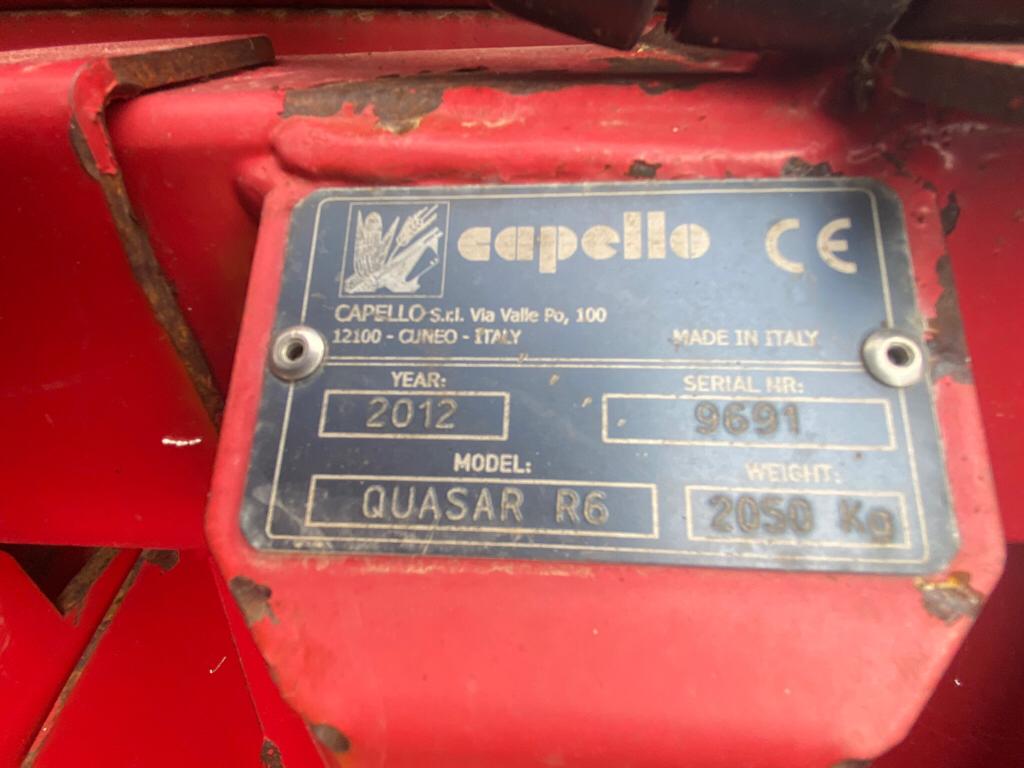 capello CE
CAPELLO S.r.l. Via Valle Po, 100
12100 - CUNEO - ITALY MADE IN ITALY
YEAR: SERIAL NR:
2012 9691
MODEL: WEIGHT:
QUASAR R6 2050 Kg